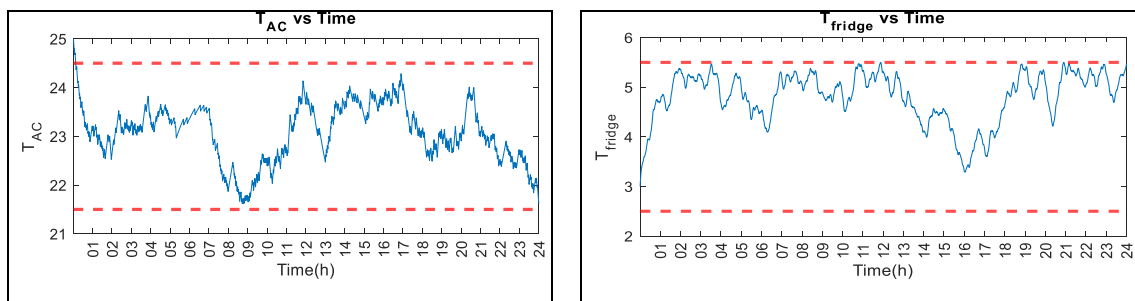 T_AC vs Time
25
24
23
22
21
T_AC
01 02 03 04 05 06 07 08 09 10 11 12 13 14 15 16 17 18 19 20 21 22 23 24
Time(h)
T_fridge vs Time
6
5
4
3
2
T_fridge
01 02 03 04 05 06 07 08 09 10 11 12 13 14 15 16 17 18 19 20 21 22 23 24
Time(h)